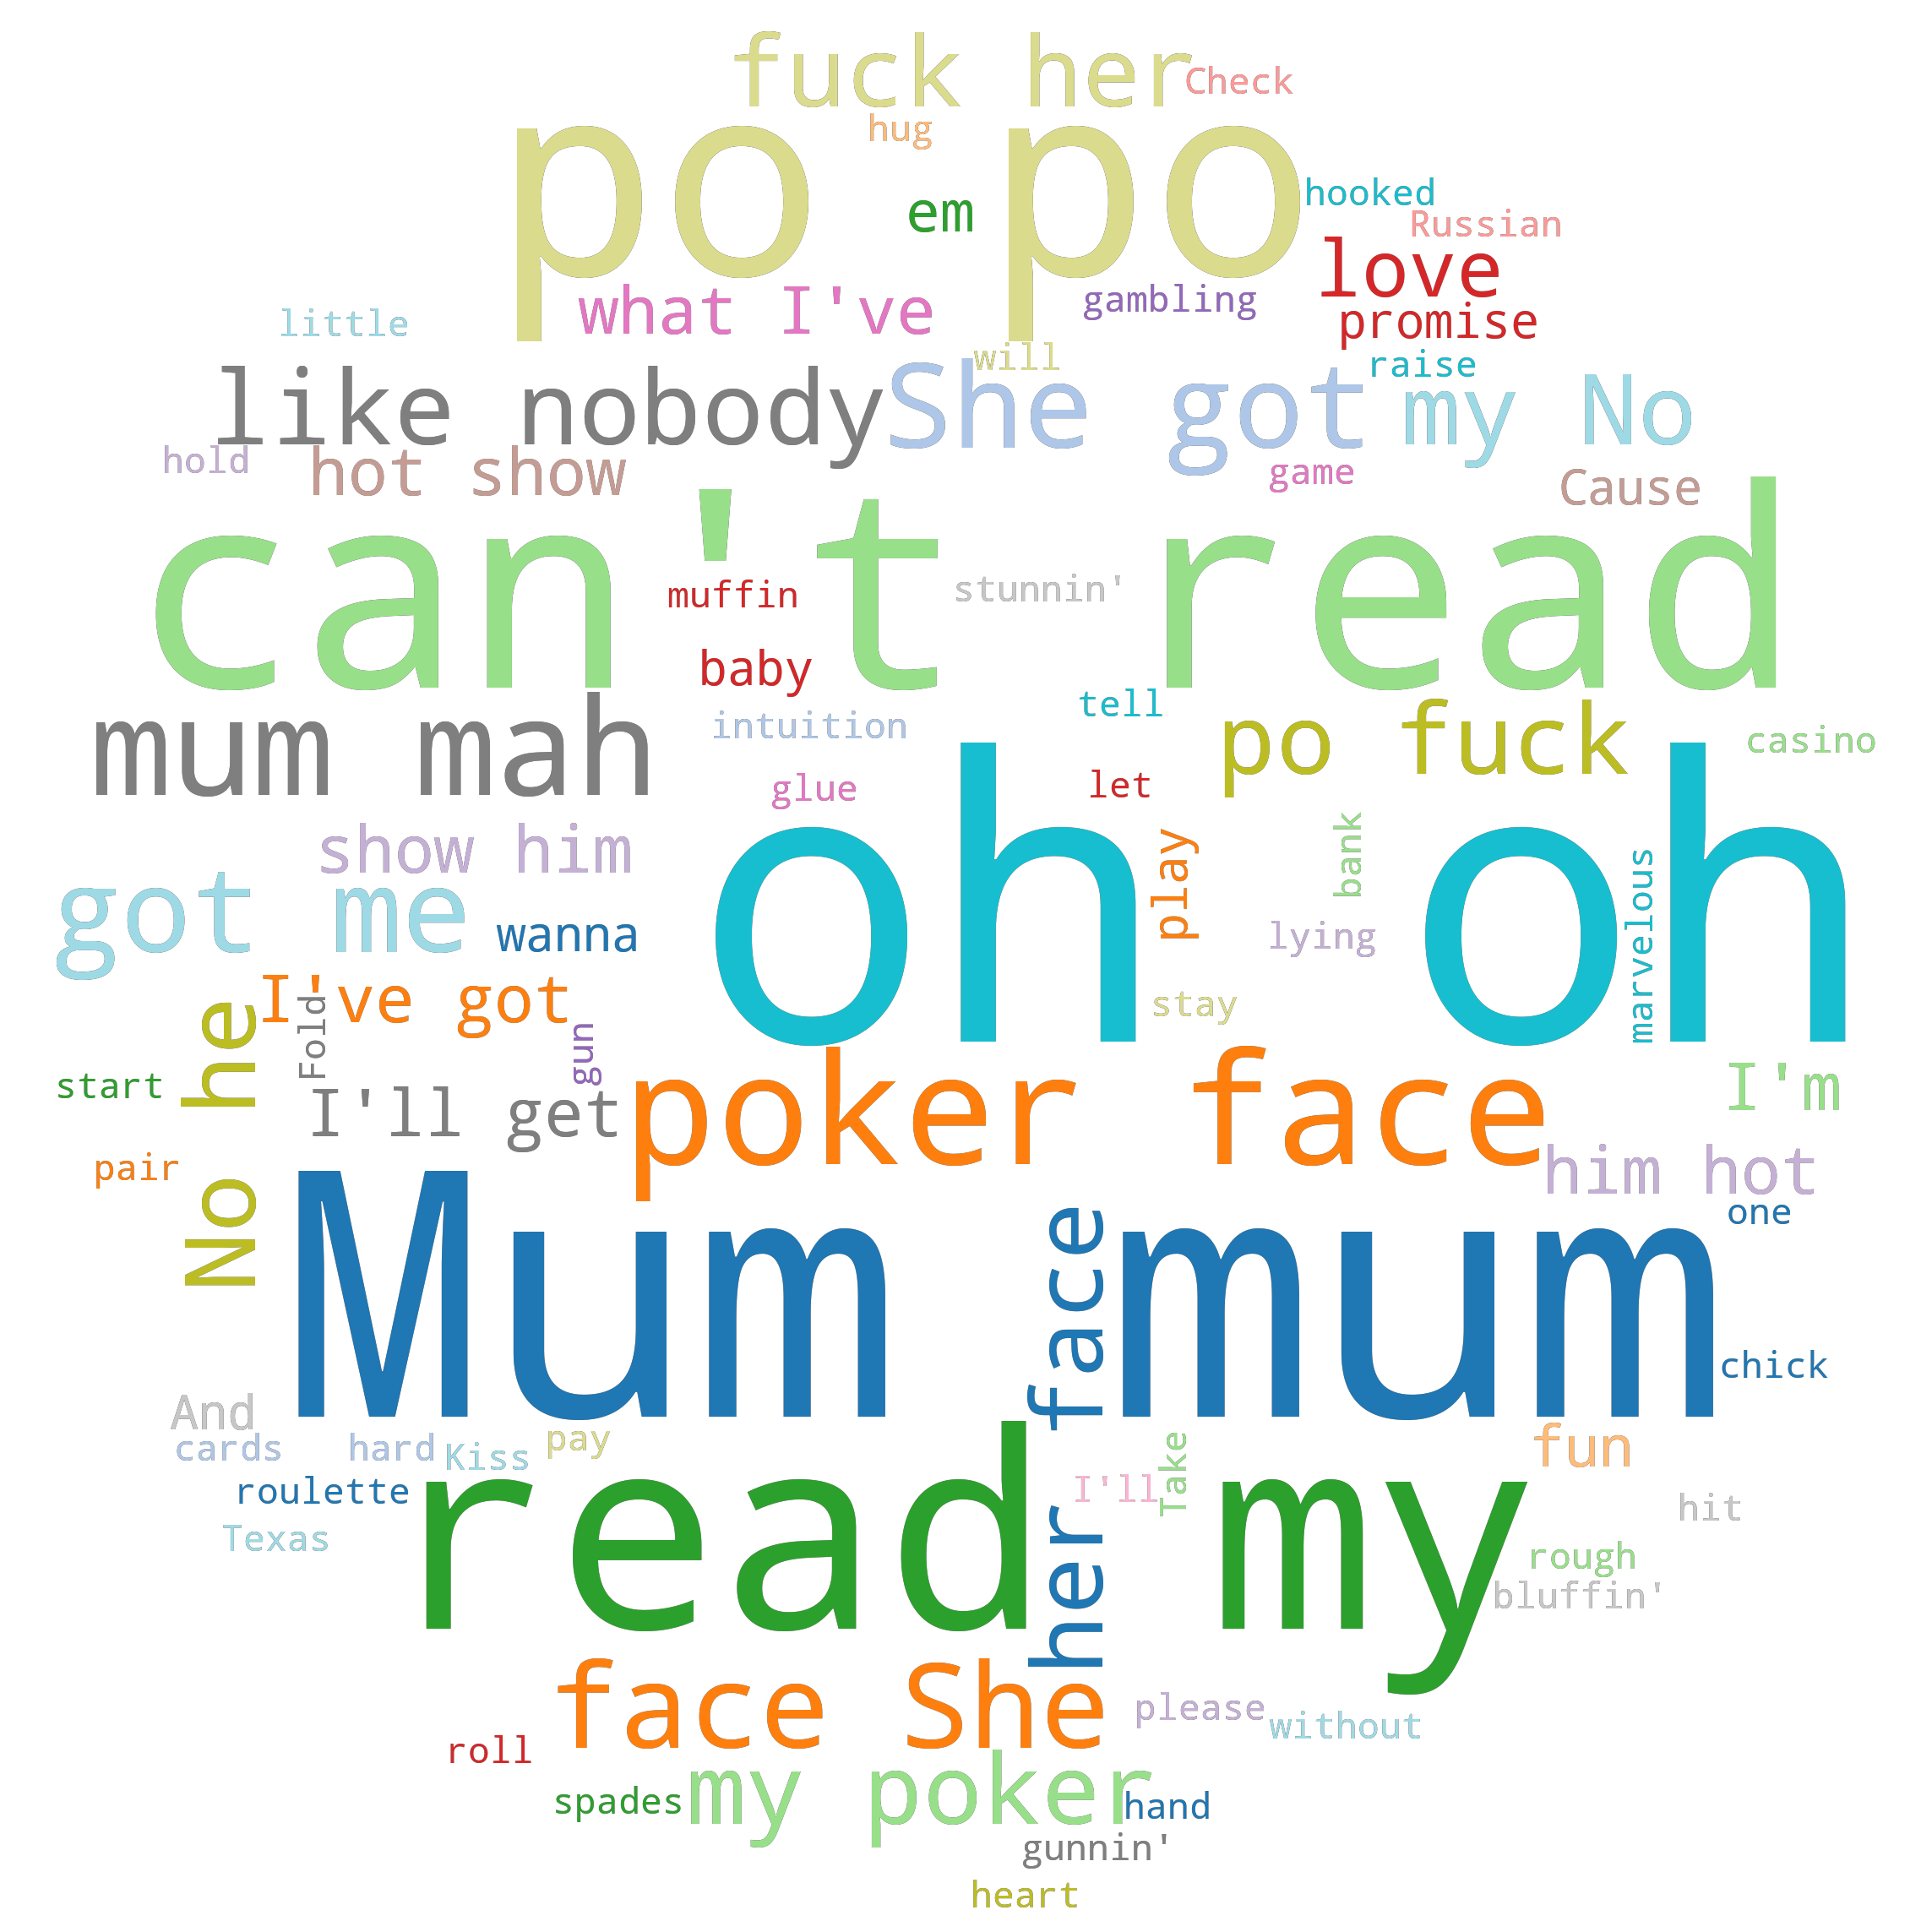 fuck her
Check
hug
po po
em
hooked
Russian
love
what I've
gambling
promise
little
will
raise
like nobody
She got
my No
hold
hot show
game
Cause
can't read
muffin
stunnin'
baby
mum mah
intuition
tell
po fuck
casino
glue
let
show him
oh oh
play
bank
marvelous
got me
wanna
lying
I've got
stay
No he
Fold
gun
start
I'll get
poker face
I'm
pair
him hot
one
Mum mum
her face
chick
And
cards
hard
Kiss
pay
fun
roulette
read my
I'll
Take
hit
Texas
rough
bluffin'
face She
please
without
roll
spades
my poker
hand
gunnin'
heart